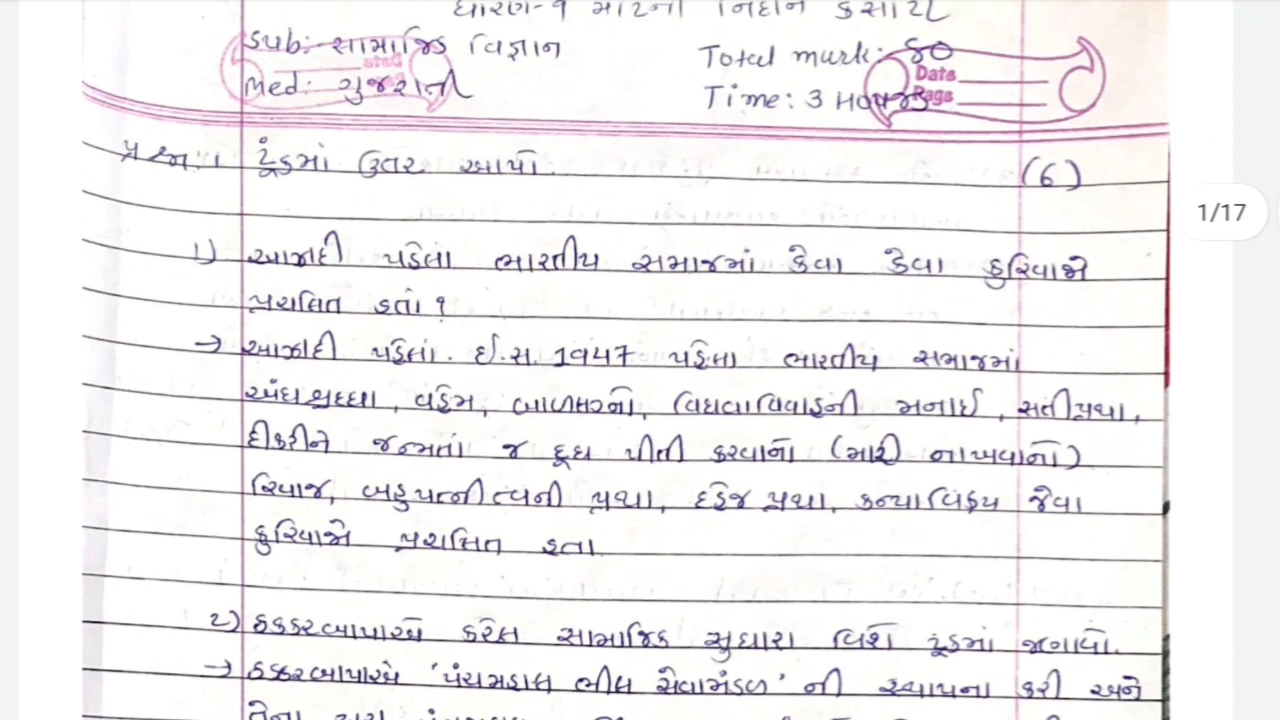 ધોરણ-૧ માટેની નિદાન કસોટી
Sub:- સામાજિક વિજ્ઞાન
Total mark: 80
Date
Med: ગુજરાતી
Time: 3 Hours
Page
પ્રશ્ન:1 ટૂંકમાં ઉતર આપો. (6)
1) આઝાદી પહેલા ભારતીય સમાજમાં કેવા કેવા કુરિવાજો
પ્રચલિત હતા?
→ આઝાદી પહેલાં. ઈ.સ. 1947 પહેલા ભારતીય સમાજમાં
અંધશ્રધ્ધા, વહેમ, બાળલગ્નો, વિધવાવિવાહની મનાઈ, સતીપ્રથા,
દીકરીને જન્મતા જ દૂધ પીતી કરવાનો (મારી નાખવાનો)
રિવાજ, બહુપત્નીત્વની પ્રથા, દહેજ પ્રથા, કન્યાવિક્રય જેવા
કુરિવાજો પ્રચલિત હતા.
1/17
2) ઠક્કરબાપાએ કરેલ સામાજિક સુધારા વિશે ટૂંકમાં જણાવો.
→ ઠક્કરબાપાએ 'પંચમહાલ ભીલ સેવામંડળ' ની સ્થાપના કરી અને